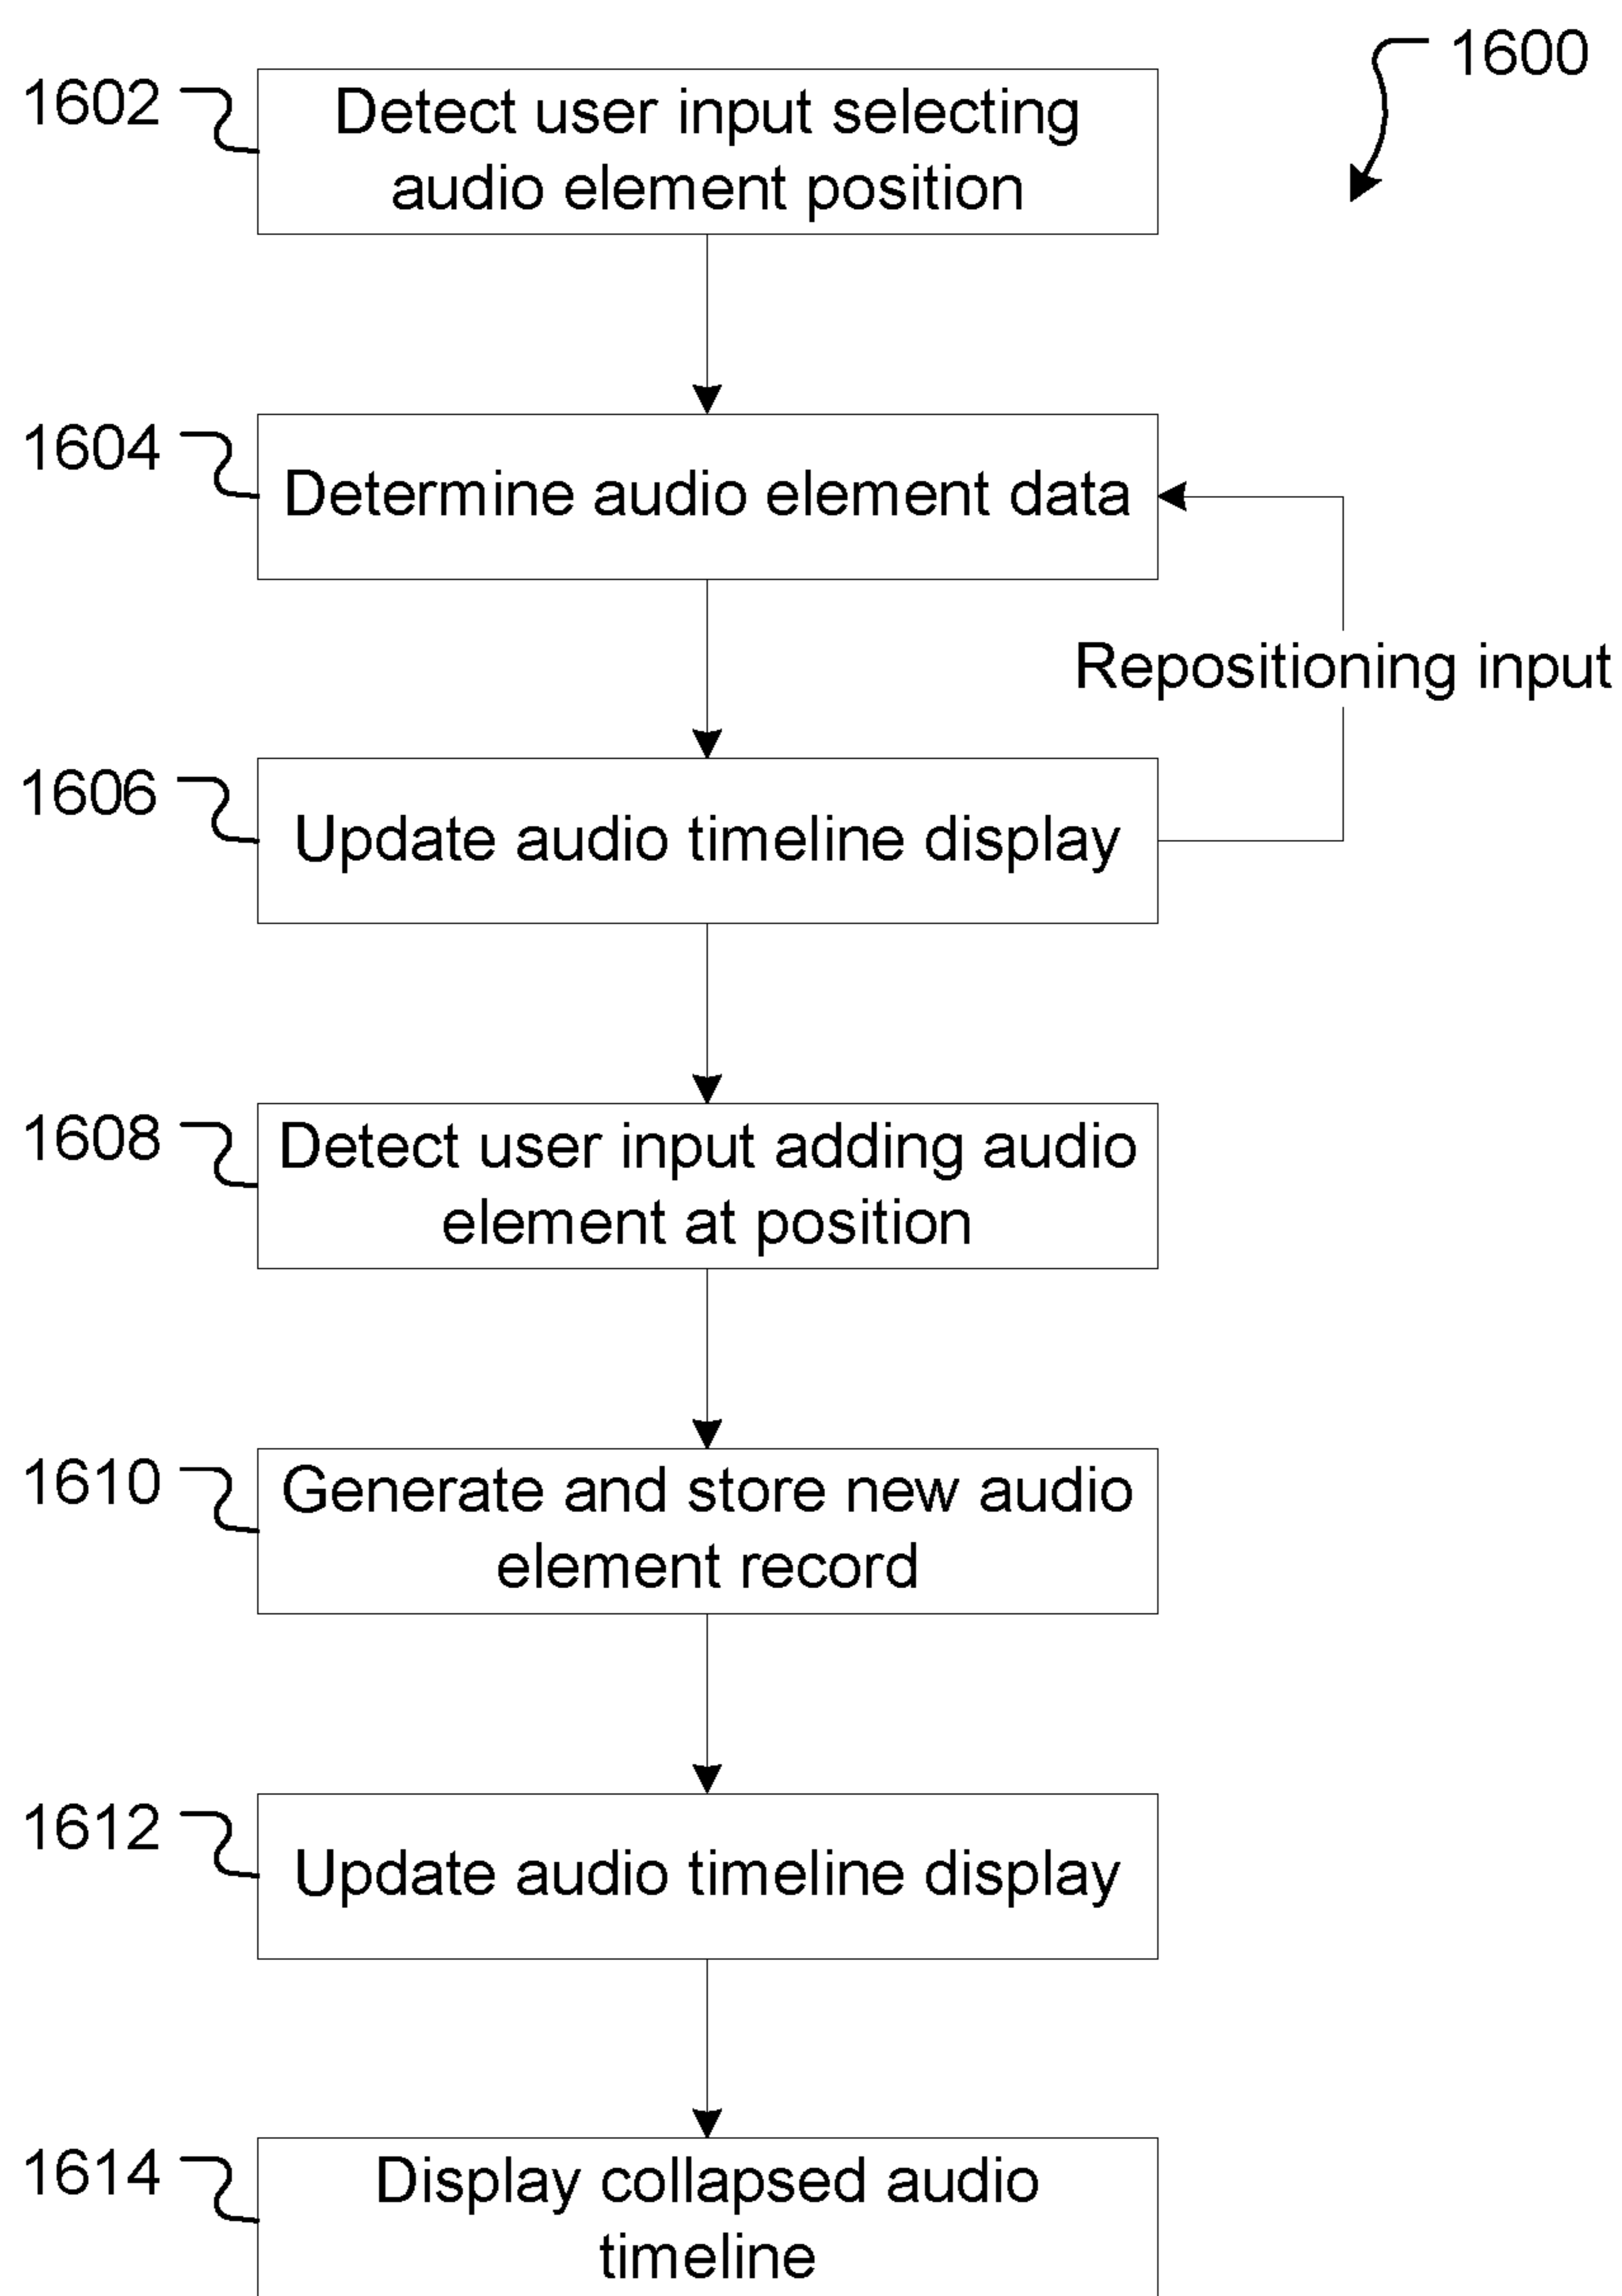 1600
1602
Detect user input selecting
audio element position
1604
Determine audio element data
Repositioning input
1606
Update audio timeline display
1608
Detect user input adding audio
element at position
1610
Generate and store new audio
element record
1612
Update audio timeline display
1614
Display collapsed audio
timeline